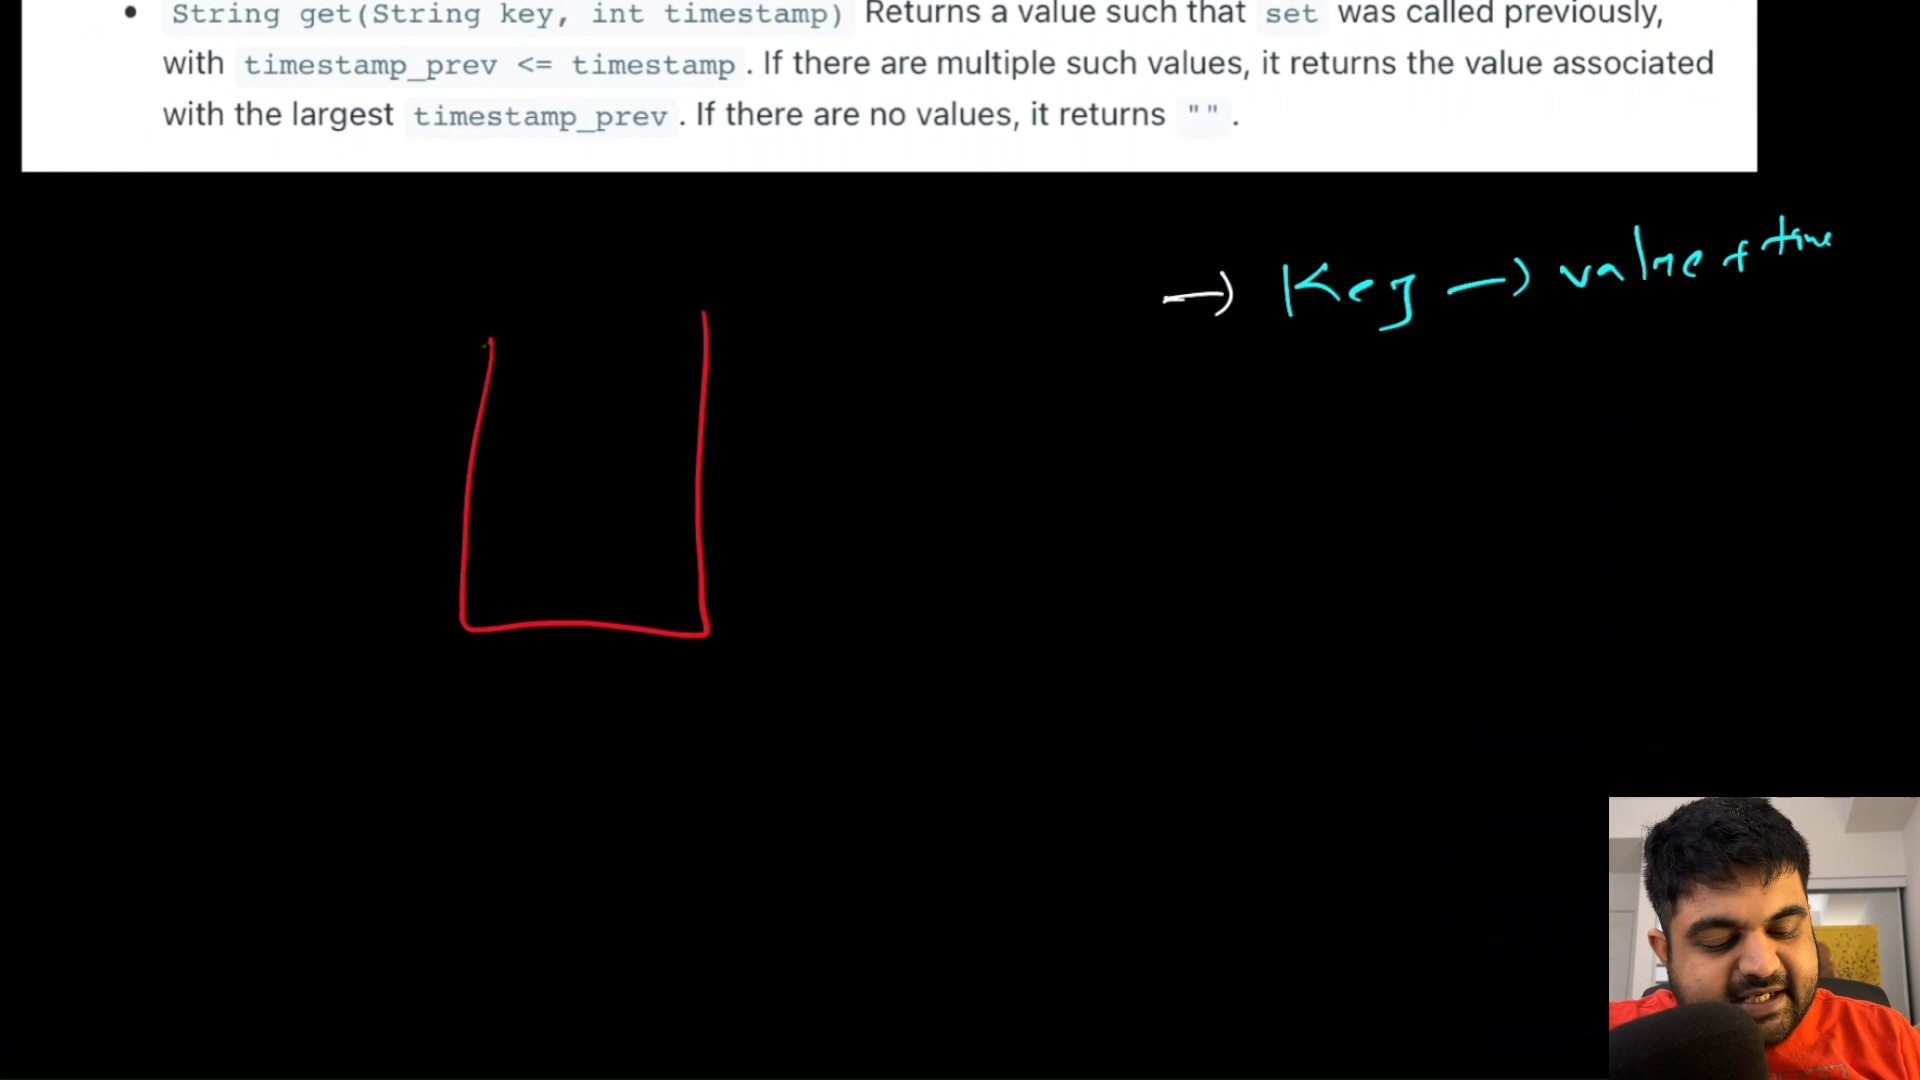 • String get(String key, int timestamp) Returns a value such that set was called previously,
with timestamp_prev <= timestamp. If there are multiple such values, it returns the value associated
with the largest timestamp_prev. If there are no values, it returns "".
→ Key → value + time